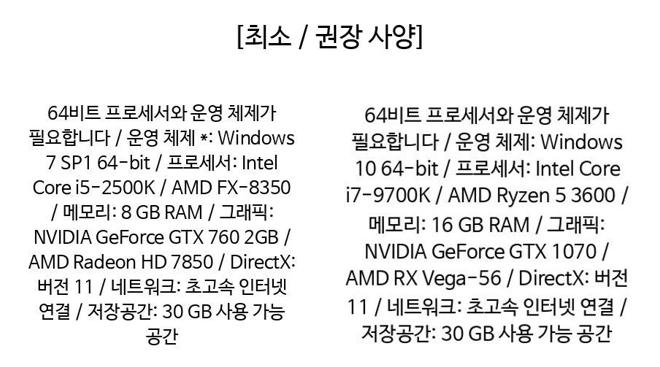 [최소 / 권장 사양]
64비트 프로세서와 운영 체제가
필요합니다 / 운영 체제 *: Windows
7 SP1 64-bit / 프로세서: Intel
Core i5-2500K / AMD FX-8350
/ 메모리: 8 GB RAM / 그래픽:
NVIDIA GeForce GTX 760 2GB /
AMD Radeon HD 7850 / DirectX:
버전 11 / 네트워크: 초고속 인터넷
연결 / 저장공간: 30 GB 사용 가능
공간
64비트 프로세서와 운영 체제가
필요합니다 / 운영 체제: Windows
10 64-bit / 프로세서: Intel Core
i7-9700K / AMD Ryzen 5 3600 /
메모리: 16 GB RAM / 그래픽:
NVIDIA GeForce GTX 1070 /
AMD RX Vega-56 / DirectX: 버전
11 / 네트워크: 초고속 인터넷 연결 /
저장공간: 30 GB 사용 가능 공간